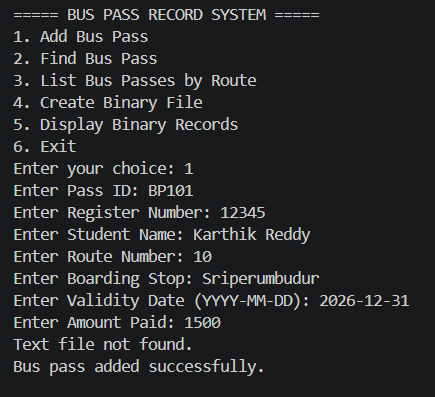 ===== BUS PASS RECORD SYSTEM =====
1. Add Bus Pass
2. Find Bus Pass
3. List Bus Passes by Route
4. Create Binary File
5. Display Binary Records
6. Exit
Enter your choice: 1
Enter Pass ID: BP101
Enter Register Number: 12345
Enter Student Name: Karthik Reddy
Enter Route Number: 10
Enter Boarding Stop: Sriperumbudur
Enter Validity Date (YYYY-MM-DD): 2026-12-31
Enter Amount Paid: 1500
Text file not found.
Bus pass added successfully.